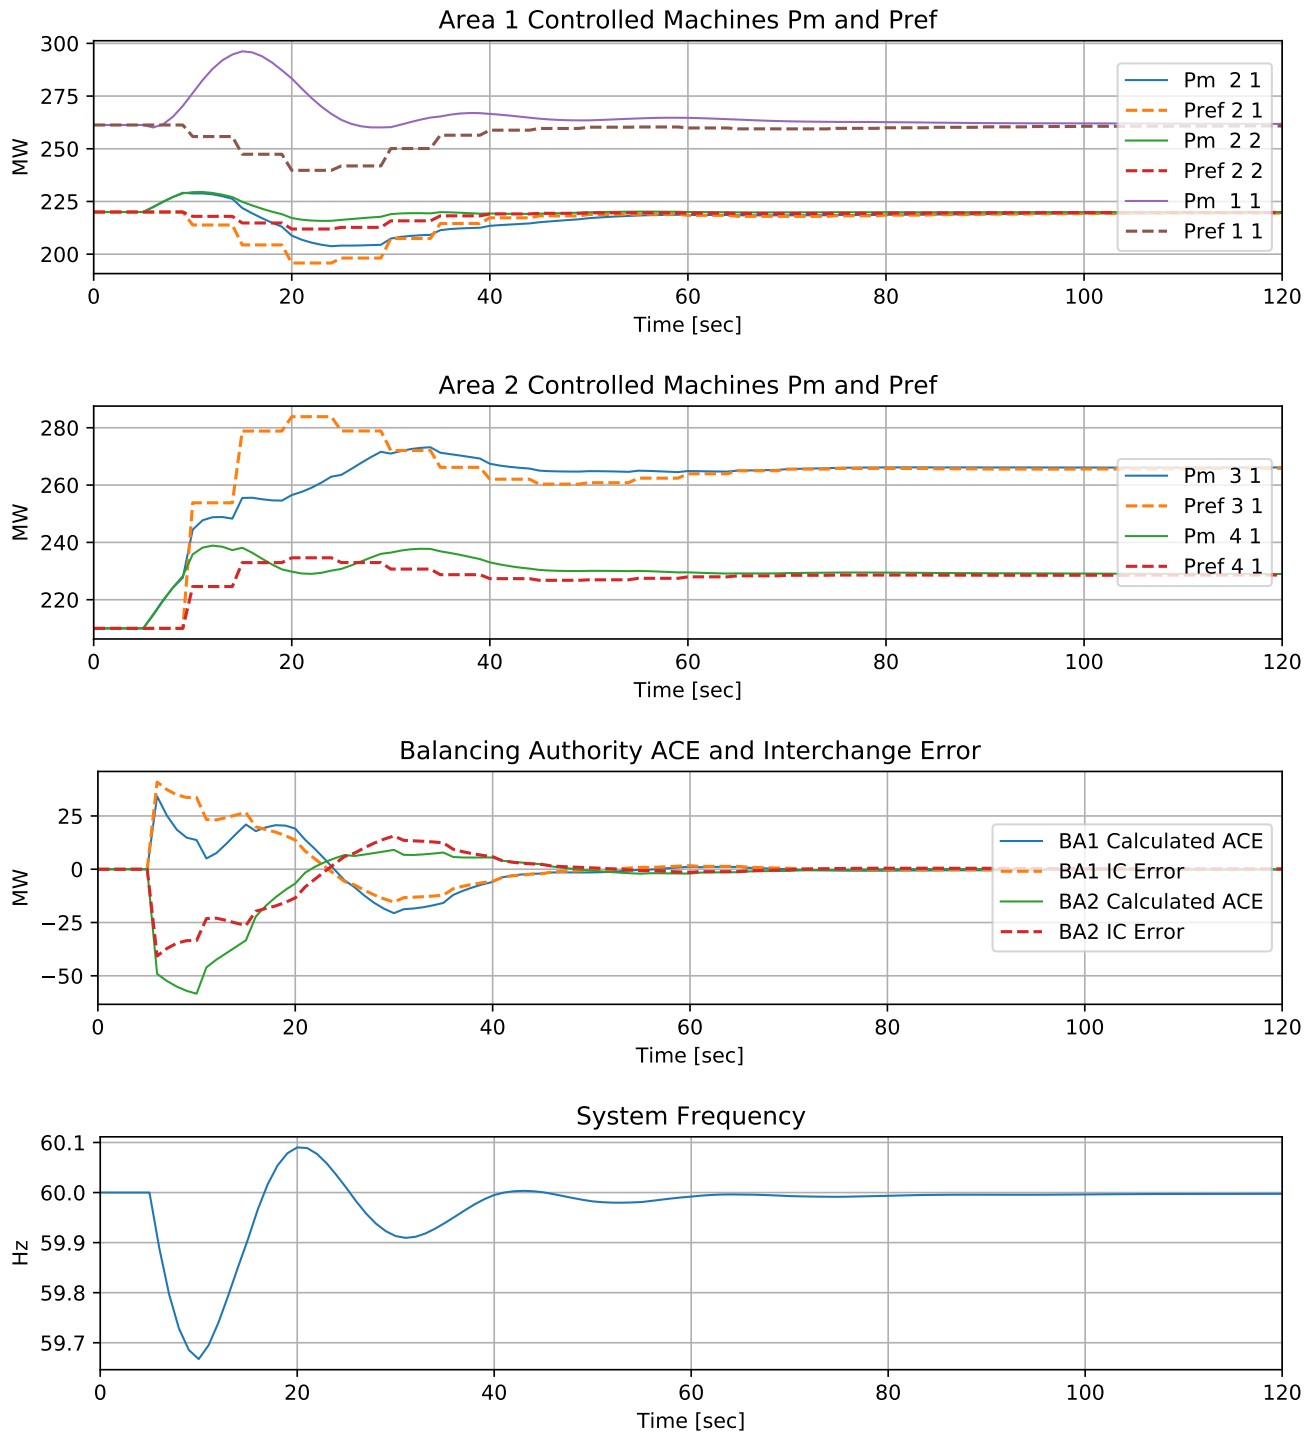 Area 1 Controlled Machines Pm and Pref
300
275
250
225
200
MW
Pm 2 1
Pref 2 1
Pm 2 2
Pref 2 2
Pm 1 1
Pref 1 1
0 20 40 60 80 100 120
Time [sec]
Area 2 Controlled Machines Pm and Pref
280
260
240
220
MW
Pm 3 1
Pref 3 1
Pm 4 1
Pref 4 1
0 20 40 60 80 100 120
Time [sec]
Balancing Authority ACE and Interchange Error
25
0
−25
−50
MW
BA1 Calculated ACE
BA1 IC Error
BA2 Calculated ACE
BA2 IC Error
0 20 40 60 80 100 120
Time [sec]
System Frequency
60.1
60.0
59.9
59.8
59.7
Hz
0 20 40 60 80 100 120
Time [sec]